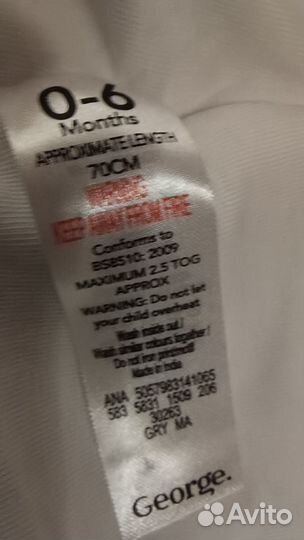 0-6
Months
APPROXIMATE LENGTH
70CM
WARNING:
KEEP AWAY FROM FIRE
Conforms to
BS8510: 2009
MAXIMUM 2.5 TOG
APPROX
WARNING: Do not let
your child overheat
Wash inside out /
Wash similar colours together /
Do not iron personnel
Made in India
ANA 5057983141065
583 5831 1509 206
30263
GRY MA
George.
Avito